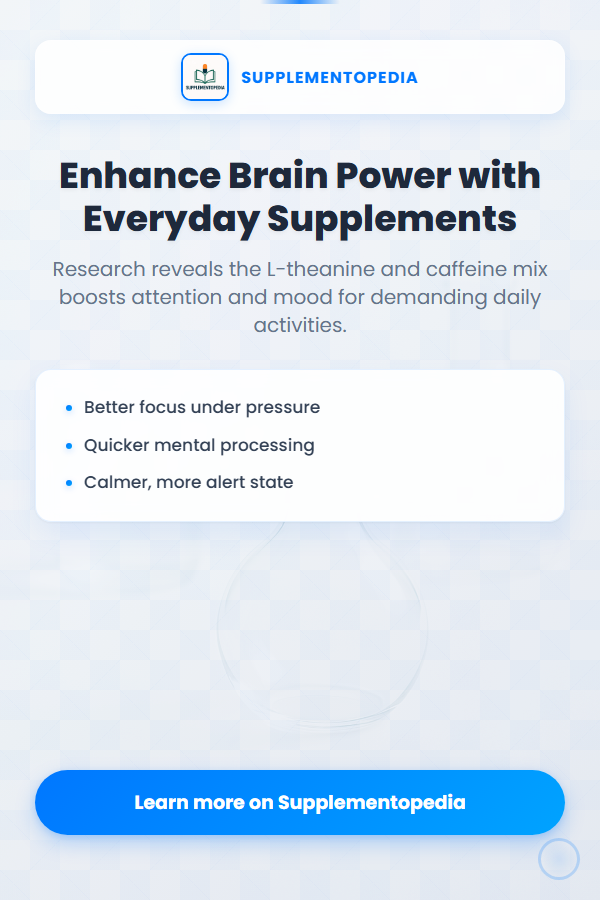 SUPPLEMENTOPEDIA
SUPPLEMENTOPEDIA
Enhance Brain Power with
Everyday Supplements
Research reveals the L-theanine and caffeine mix
boosts attention and mood for demanding daily
activities.
Better focus under pressure
Quicker mental processing
Calmer, more alert state
Learn more on Supplementopedia